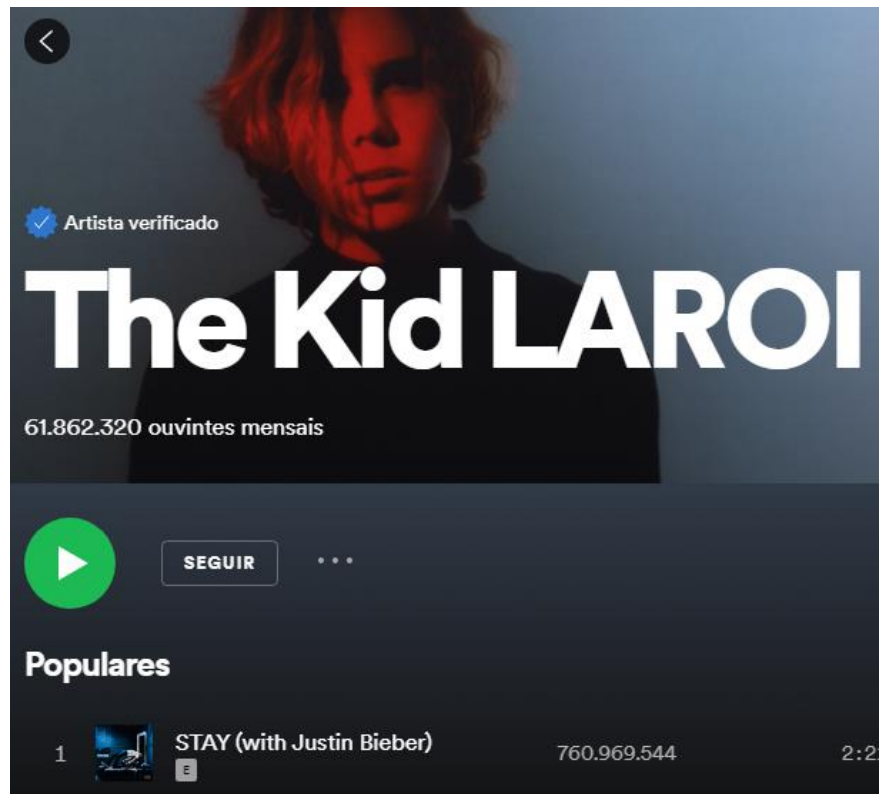 Artista verificado
The Kid LAROI
61.862.320 ouvintes mensais
SEGUIR
Populares
1 STAY (with Justin Bieber) 760.969.544
E